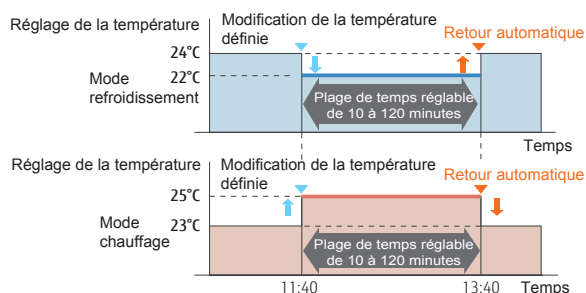 Réglage de la température
Modification de la température
définie
Retour automatique
24°C
22°C
Mode
refroidissement
Plage de temps réglable
de 10 à 120 minutes
Temps
Réglage de la température
Modification de la température
définie
Retour automatique
25°C
23°C
Mode
chauffage
Plage de temps réglable
de 10 à 120 minutes
11:40
13:40
Temps